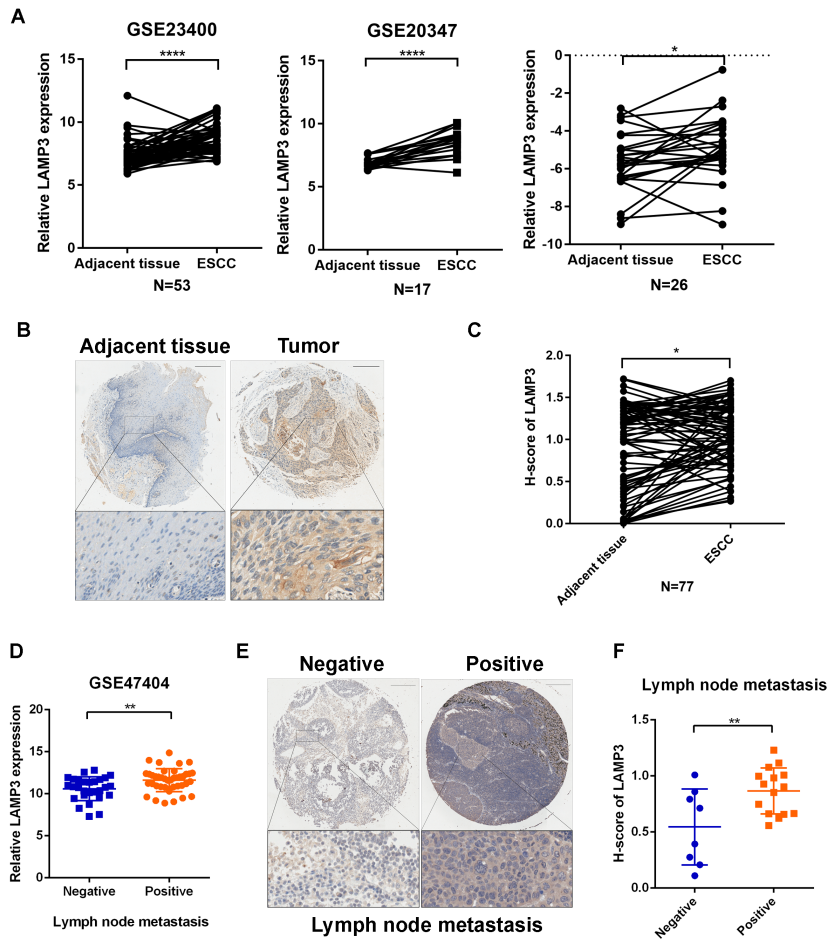 A
GSE23400
Relative LAMP3 expression
15
10
5
0
****
Adjacent tissue
ESCC
N=53
GSE20347
Relative LAMP3 expression
15
10
5
0
****
Adjacent tissue
ESCC
N=17
Relative LAMP3 expression
0
-2
-4
-6
-8
-10
*
Adjacent tissue
ESCC
N=26
B
Adjacent tissue
Tumor
C
H-score of LAMP3
2.0
1.5
1.0
0.5
0.0
*
Adjacent tissue
ESCC
N=77
D
GSE47404
Relative LAMP3 expression
20
15
10
5
0
**
Negative
Positive
Lymph node metastasis
E
Negative
Positive
Lymph node metastasis
F
Lymph node metastasis
H-score of LAMP3
1.5
1.0
0.5
0.0
**
Negative
Positive